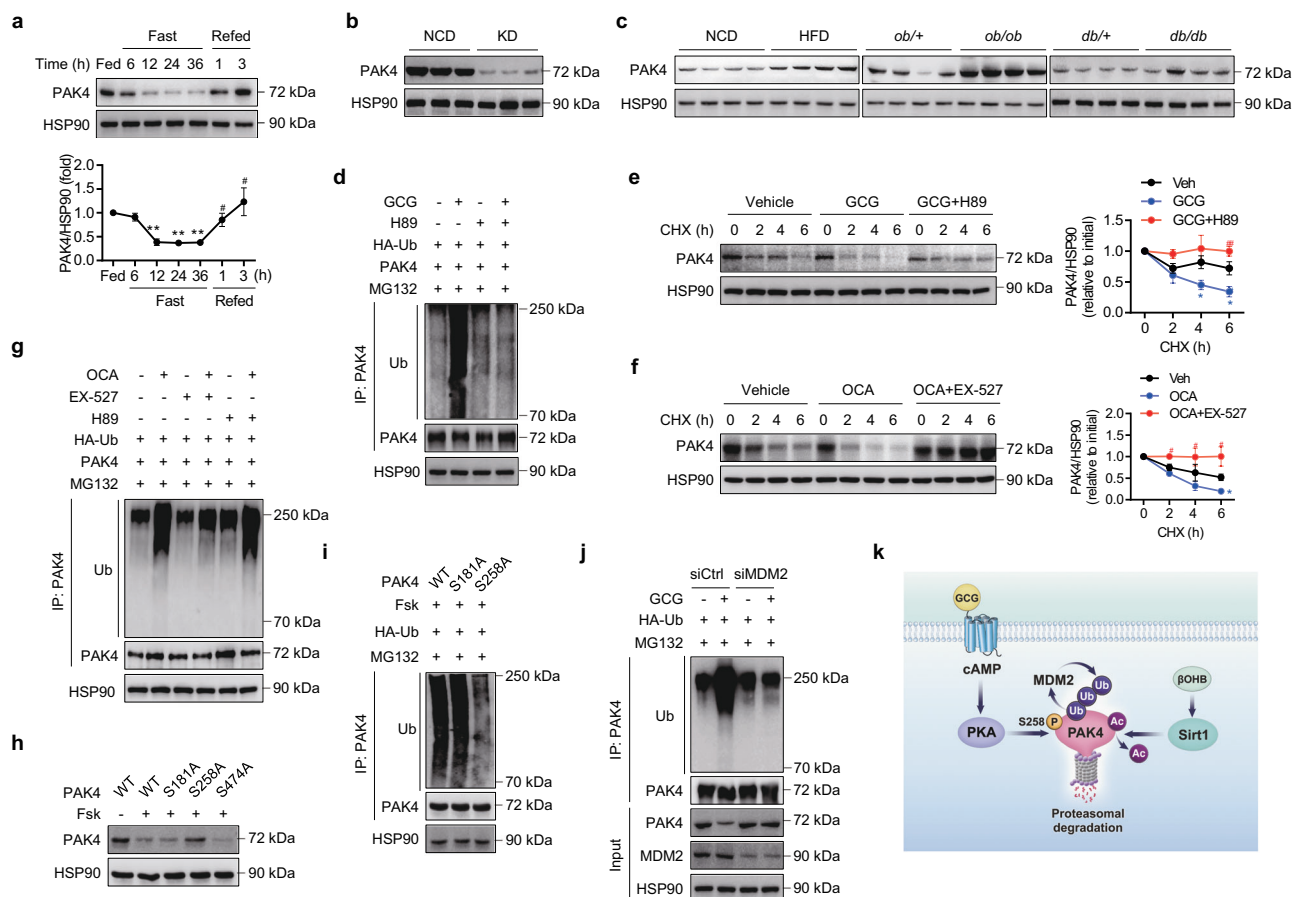 a
Fast Refed
Time (h) Fed 6 12 24 36 1 3
PAK4 72 kDa
HSP90 90 kDa
PAK4/HSP90 (fold)
2.0
1.5
1.0
0.5
0.0
** ** ** # #
Fed 6 12 24 36 1 3 (h)
Fast Refed
b
NCD KD
PAK4 72 kDa
HSP90 90 kDa
c
NCD HFD ob/+ ob/ob db/+ db/db
PAK4 72 kDa
HSP90 90 kDa
d
GCG - + - +
H89 - - + +
HA-Ub + + + +
PAK4 + + + +
MG132 + + + +
IP: PAK4
Ub
250 kDa
70 kDa
PAK4 72 kDa
HSP90 90 kDa
e
Vehicle GCG GCG+H89
CHX (h) 0 2 4 6 0 2 4 6 0 2 4 6
PAK4 72 kDa
HSP90 90 kDa
Veh
GCG
GCG+H89
PAK4/HSP90
(relative to initial)
1.5
1.0
0.5
0.0
##
* *
0 2 4 6
CHX (h)
f
Vehicle OCA OCA+EX-527
CHX (h) 0 2 4 6 0 2 4 6 0 2 4 6
PAK4 72 kDa
HSP90 90 kDa
Veh
OCA
OCA+EX-527
PAK4/HSP90
(relative to initial)
2.0
1.5
1.0
0.5
0.0
# # #
*
0 2 4 6
CHX (h)
g
OCA - + - + - +
EX-527 - - + + - -
H89 - - - - + +
HA-Ub + + + + + +
PAK4 + + + + + +
MG132 + + + + + +
IP: PAK4
Ub
250 kDa
70 kDa
PAK4 72 kDa
HSP90 90 kDa
h
PAK4 WT WT S181A S258A S474A
Fsk - + + + +
PAK4 72 kDa
HSP90 90 kDa
i
PAK4 WT S181A S258A
Fsk + + +
HA-Ub + + +
MG132 + + +
IP: PAK4
Ub
250 kDa
70 kDa
PAK4 72 kDa
HSP90 90 kDa
j
siCtrl siMDM2
GCG - + - +
HA-Ub + + + +
MG132 + + + +
IP: PAK4
Ub
250 kDa
70 kDa
PAK4 72 kDa
Input
PAK4 72 kDa
MDM2 90 kDa
HSP90 90 kDa
k
GCG
cAMP
PKA
S258
P
MDM2
Ub
Ub
Ub
PAK4
Ac
Ac
βOHB
Sirt1
Proteasomal
degradation